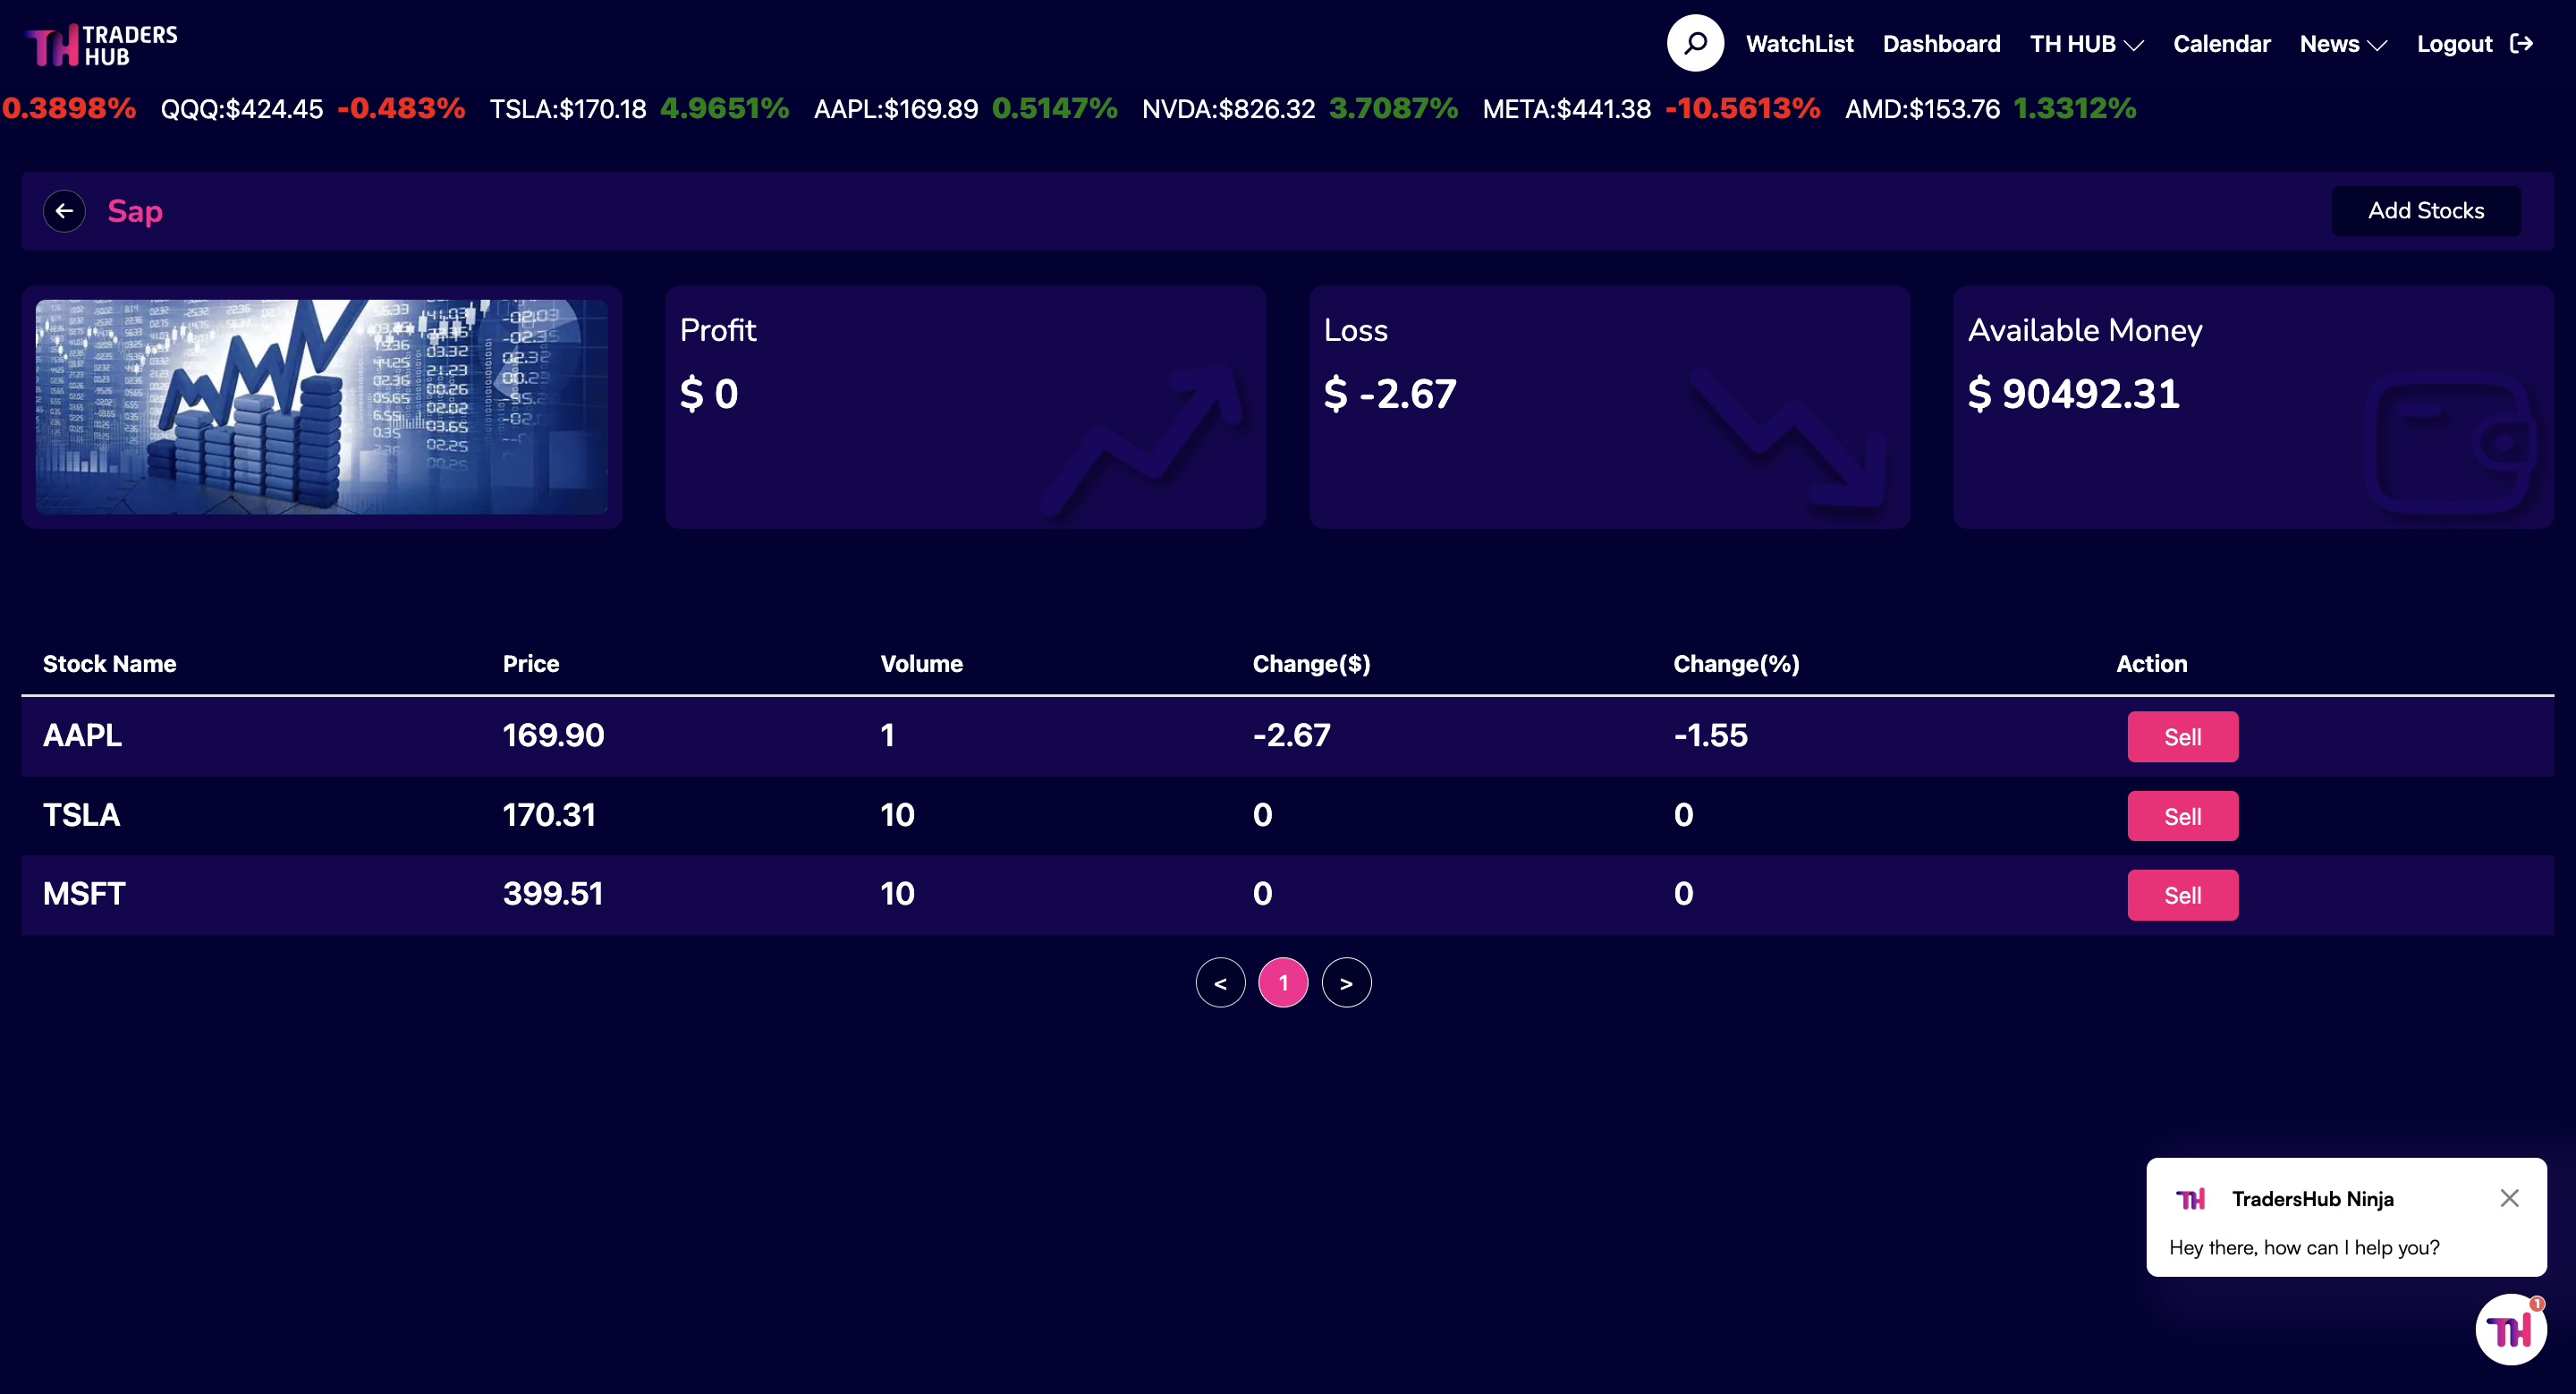 TRADERS
HUB
WatchList Dashboard TH HUB Calendar News Logout
0.3898% QQQ:$424.45 -0.483% TSLA:$170.18 4.9651% AAPL:$169.89 0.5147% NVDA:$826.32 3.7087% META:$441.38 -10.5613% AMD:$153.76 1.3312%
Sap
Add Stocks
Profit
$ 0
Loss
$ -2.67
Available Money
$ 90492.31
Stock Name Price Volume Change($) Change(%) Action
AAPL 169.90 1 -2.67 -1.55 Sell
TSLA 170.31 10 0 0 Sell
MSFT 399.51 10 0 0 Sell
< 1 >
TH TradersHub Ninja
Hey there, how can I help you?
TH 1